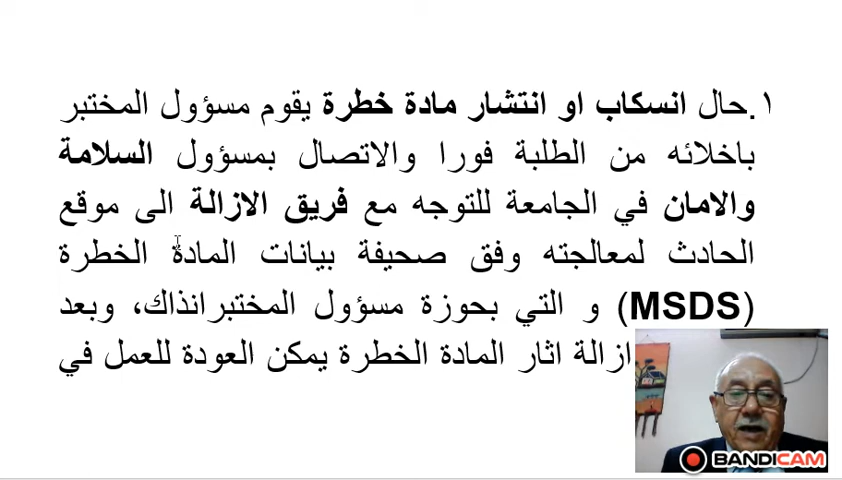 ١.حال انسكاب او انتشار مادة خطرة يقوم مسؤول المختبر
باخلائه من الطلبة فورا والاتصال بمسؤول السلامة
والامان في الجامعة للتوجه مع فريق الازالة الى موقع
الحادث لمعالجته وفق صحيفة بيانات المادة الخطرة
(MSDS) و التي بحوزة مسؤول المختبرانذاك، وبعد
ازالة اثار المادة الخطرة يمكن العودة للعمل في
BANDICAM